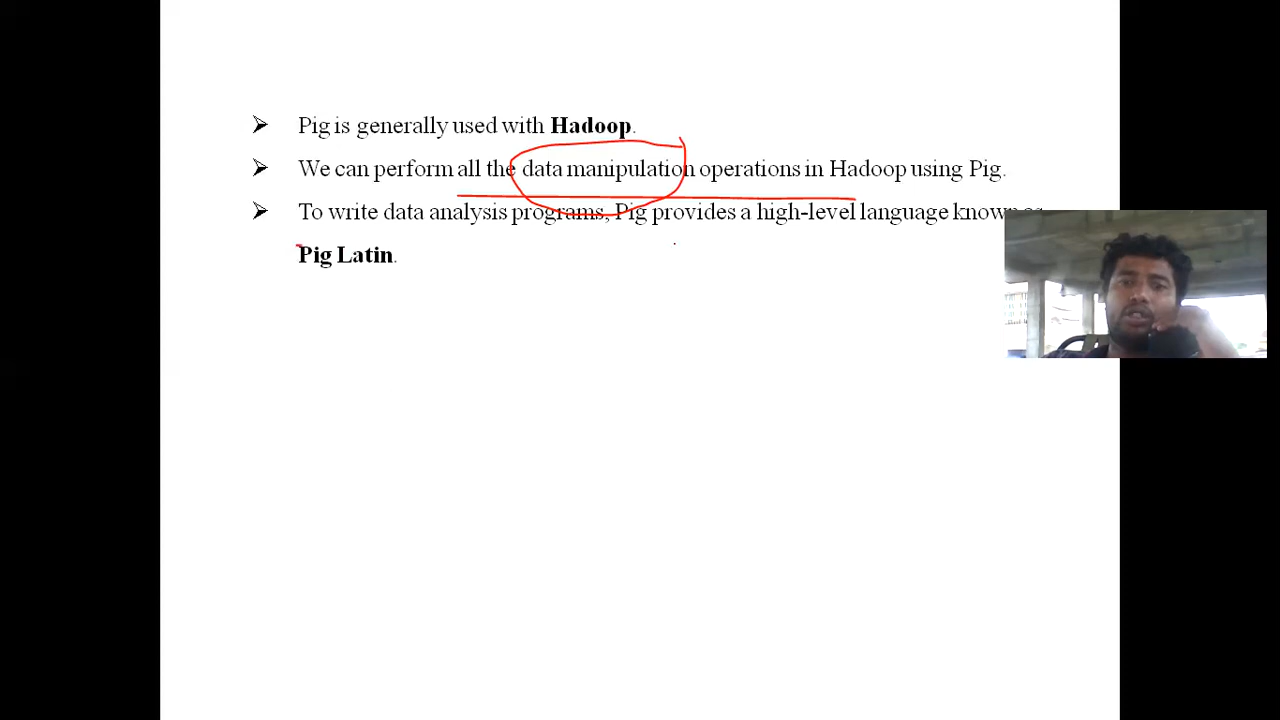 ➢ Pig is generally used with Hadoop.
➢ We can perform all the data manipulation operations in Hadoop using Pig.
➢ To write data analysis programs, Pig provides a high-level language known as
Pig Latin.